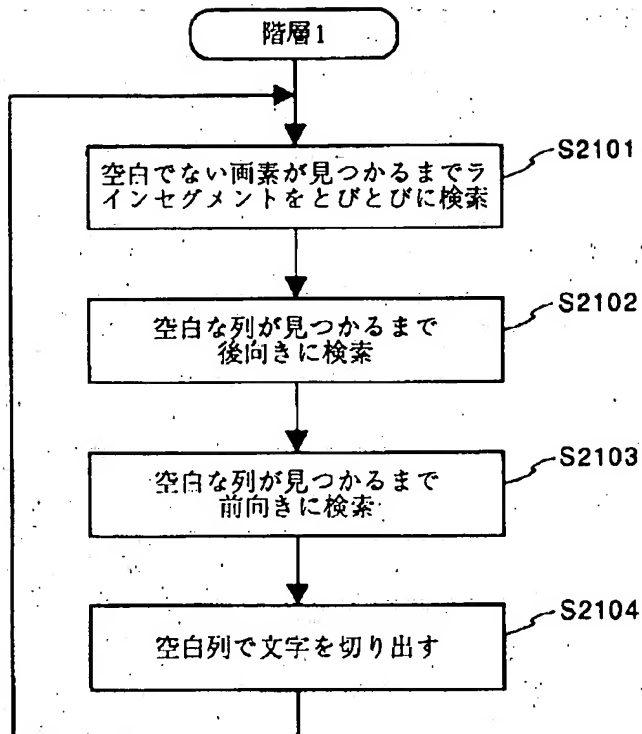 階層1
空白でない画素が見つかるまでラ
インセグメントをとびとびに検索
S2101
空白な列が見つかるまで
後向きに検索
S2102
空白な列が見つかるまで
前向きに検索
S2103
空白列で文字を切り出す
S2104